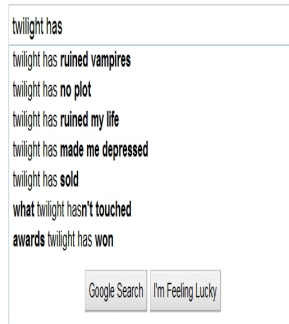 twilight has
twilight has ruined vampires
twilight has no plot
twilight has ruined my life
twilight has made me depressed
twilight has sold
what twilight hasn't touched
awards twilight has won
Google Search I'm Feeling Lucky